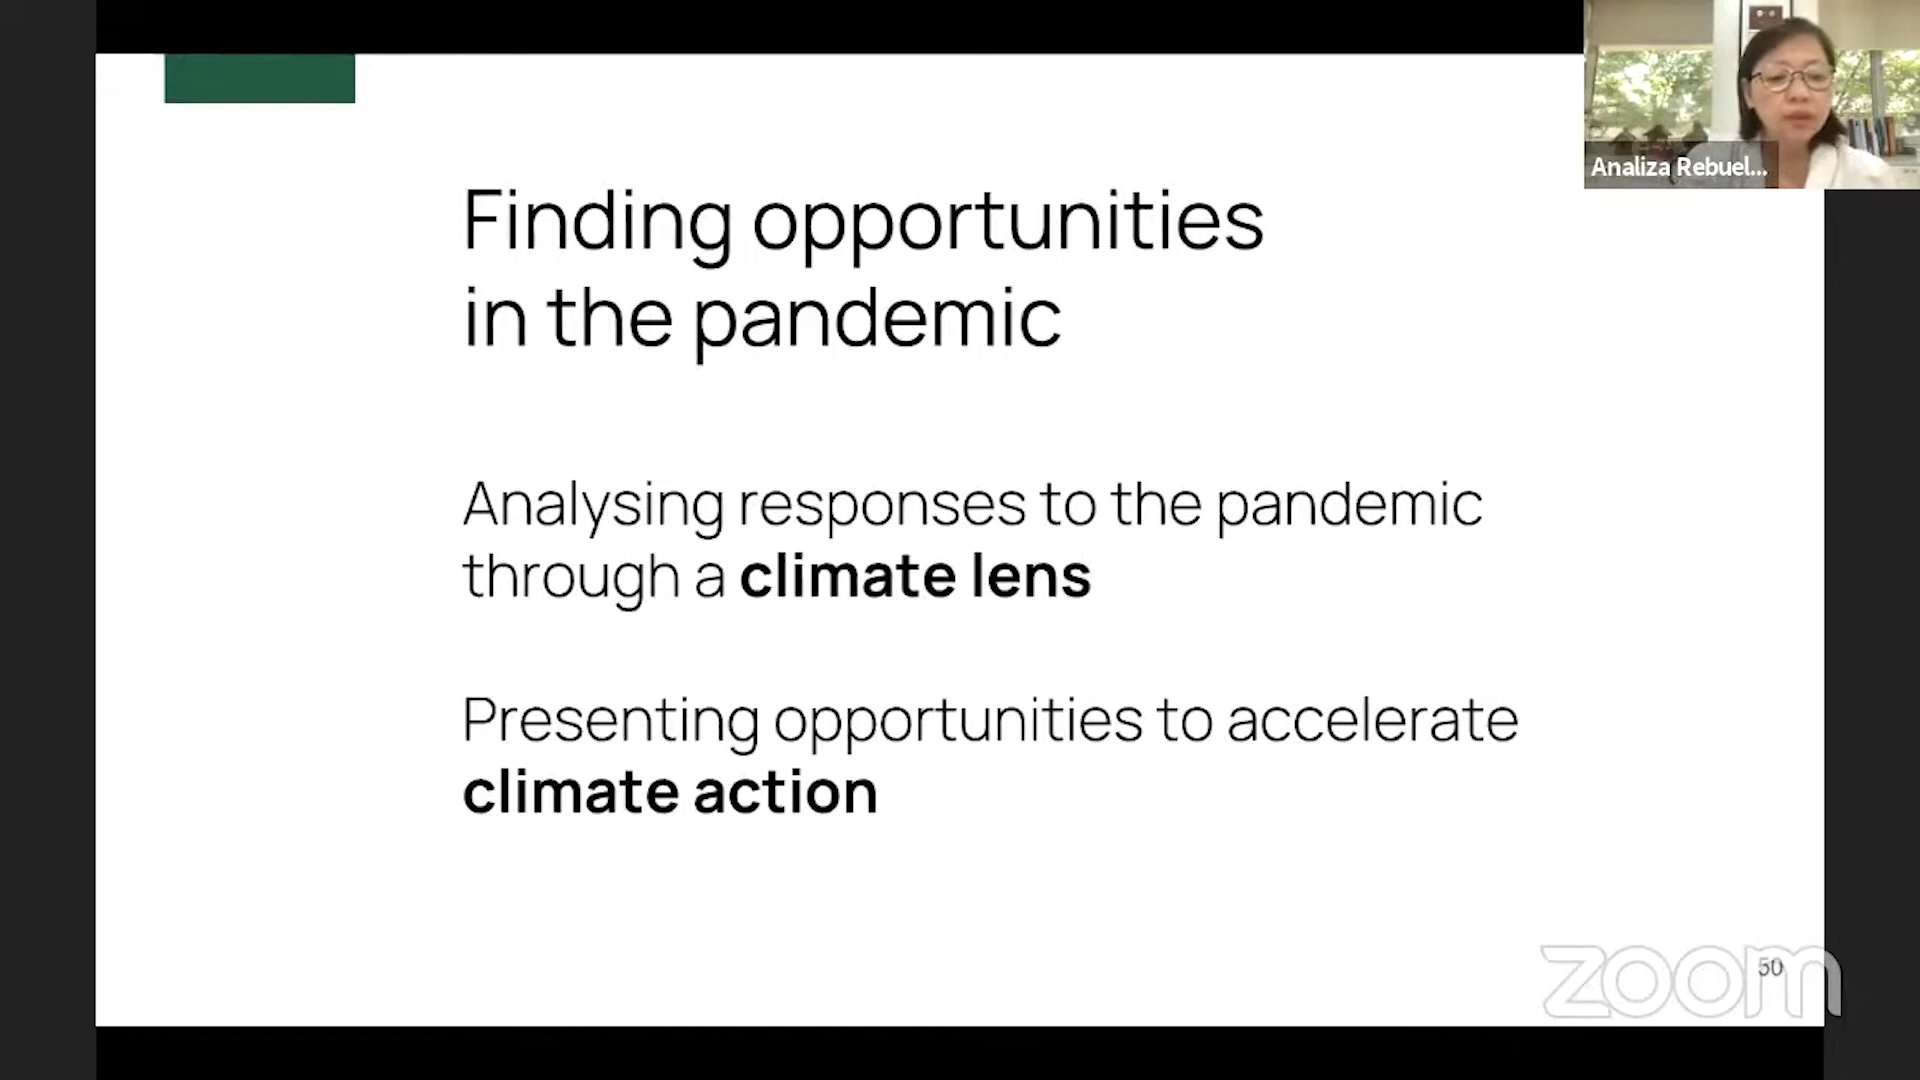 Analiza Rebuel...
Finding opportunities
in the pandemic
Analysing responses to the pandemic
through a climate lens
Presenting opportunities to accelerate
climate action
50
zoom